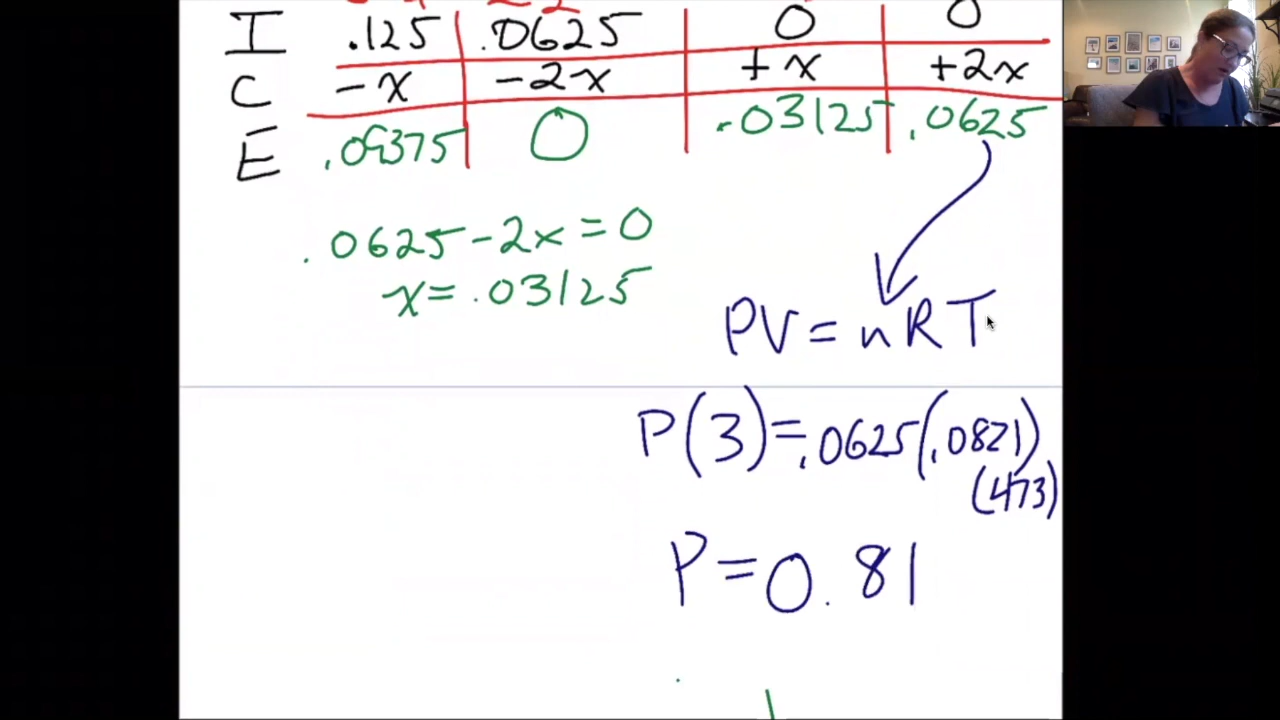 I .125 .0625 0 0
C -x -2x +x +2x
E .09375 0 .03125 .0625
.0625-2x=0
x=.03125
PV=nRT
P(3)=.0625(.0821)
(473)
P=0.81